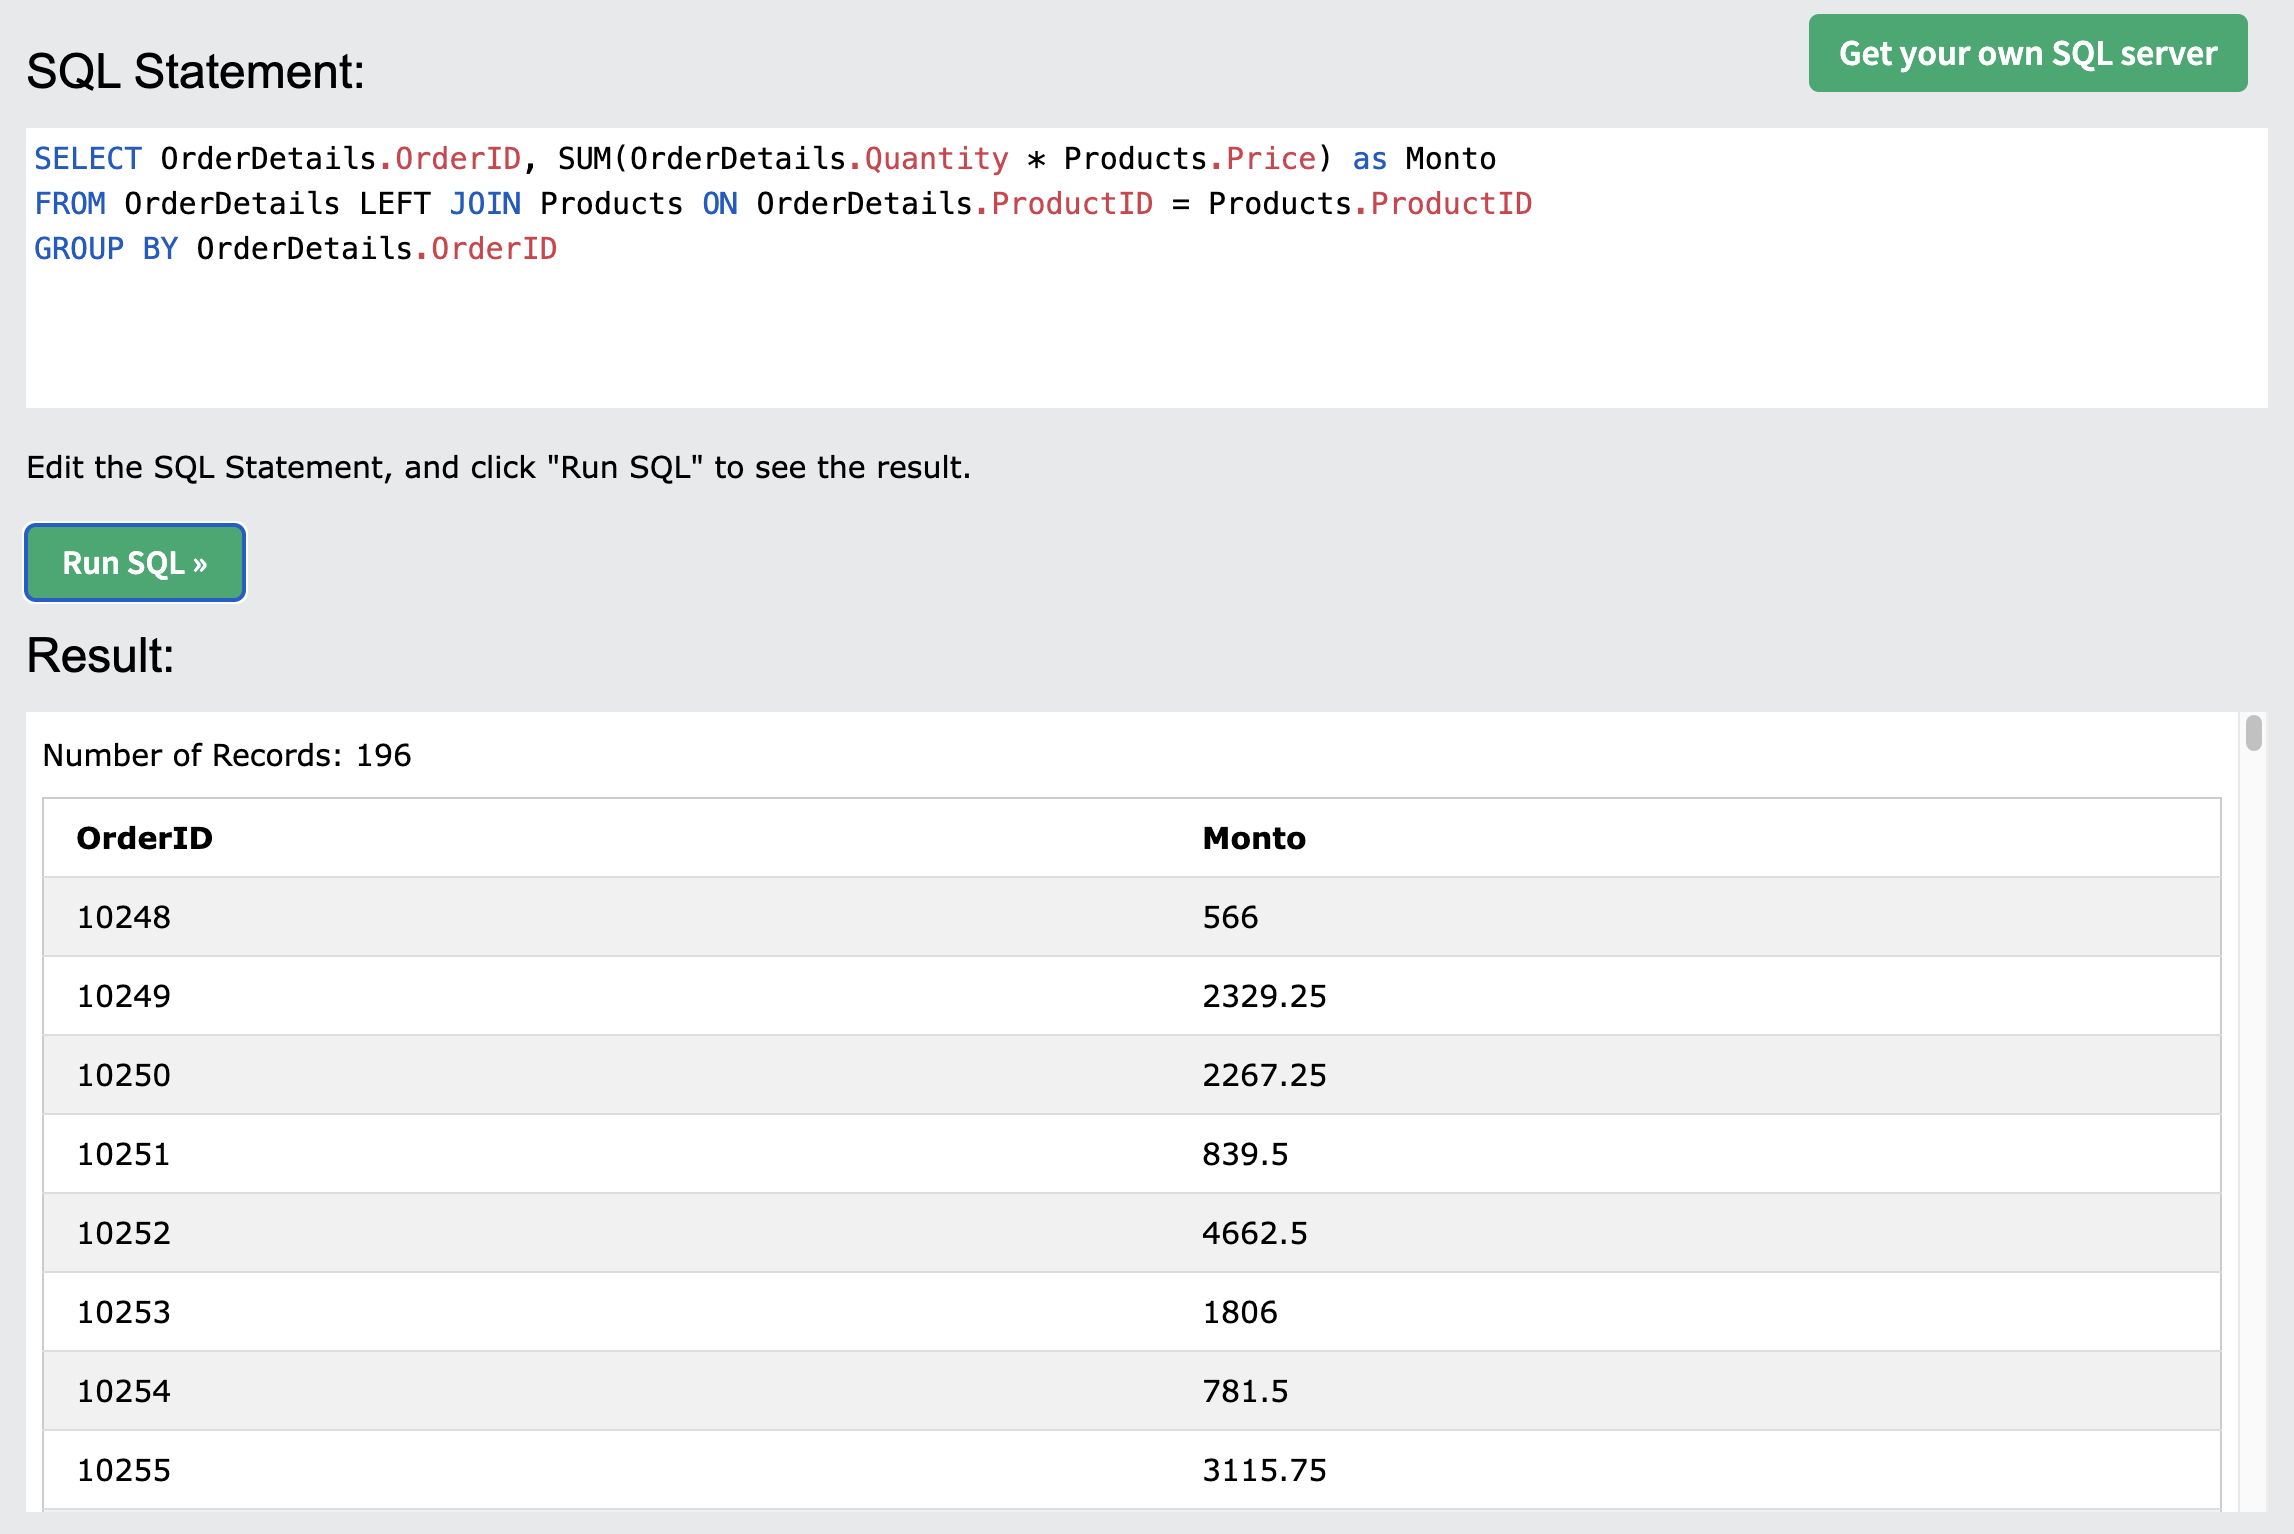 SQL Statement:
Get your own SQL server
SELECT OrderDetails.OrderID, SUM(OrderDetails.Quantity * Products.Price) as Monto
FROM OrderDetails LEFT JOIN Products ON OrderDetails.ProductID = Products.ProductID
GROUP BY OrderDetails.OrderID
Edit the SQL Statement, and click "Run SQL" to see the result.
Run SQL »
Result:
Number of Records: 196
OrderID Monto
10248 566
10249 2329.25
10250 2267.25
10251 839.5
10252 4662.5
10253 1806
10254 781.5
10255 3115.75